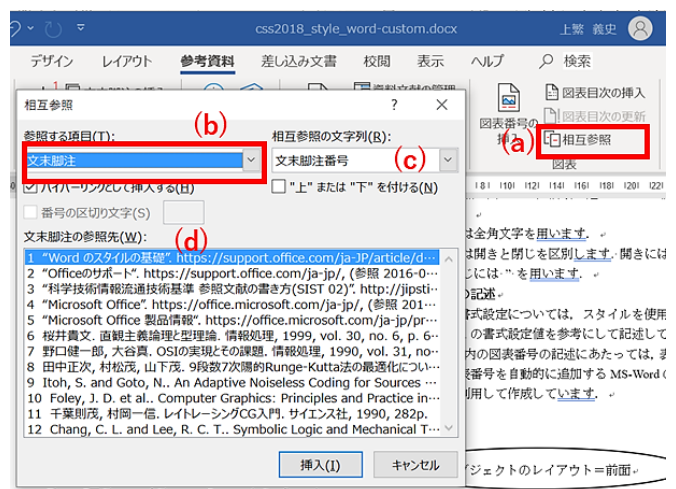 css2018_style_word-custom.docx
上繁 義史
デザイン レイアウト 参考資料 差し込み文書 校閲 表示 ヘルプ 検索
図表番号の
挿入
図表目次の挿入
図表目次の更新
相互参照
図表
(a)
相互参照
? ×
参照する項目(T):
(b)
相互参照の文字列(R):
文末脚注
文末脚注番号
(c)
ハイパーリンクとして挿入する(H)
"上" または "下" を付ける(N)
番号の区切り文字(S)
文末脚注の参照先(W):
(d)
1 "Word のスタイルの基礎". https://support.office.com/ja-JP/article/d…
2 "Officeのサポート". https://support.office.com/ja-jp/, (参照 2016-0…
3 "科学技術情報流通技術基準 参照文献の書き方(SIST 02)". http://jipsti…
4 "Microsoft Office". https://office.microsoft.com/ja-jp/, (参照 201…
5 "Microsoft Office 製品情報". https://office.microsoft.com/ja-jp/pr…
6 桜井貴文. 直観主義論理と型理論. 情報処理, 1999, vol. 30, no. 6, p. 6…
7 野口健一郎, 大谷真. OSIの実現とその課題. 情報処理, 1990, vol. 31, no…
8 田中正次, 村松茂, 山下茂. 9段数7次陽的Runge-Kutta法の最適化につい…
9 Itoh, S. and Goto, N.. An Adaptive Noiseless Coding for Sources …
10 Foley, J. D. et al.. Computer Graphics: Principles and Practice in…
11 千葉則茂, 村岡一信. レイトレーシングCG入門. サイエンス社, 1990, 282p.
12 Chang, C. L. and Lee, R. C. T.. Symbolic Logic and Mechanical T…
挿入(I)
キャンセル
|8| |10| |12| |14| |16| |18| |20| |22|
は全角文字を用います.
は開きと閉じを区別します. 開きには
じには・”を用います.
の記述
書式設定については, スタイルを使用
の書式設定値を参考にして記述して
内の図表番号の記述にあたっては, 表
表番号を自動的に追加する MS-Word の
利用して作成しています.
ジェクトのレイアウト＝前面